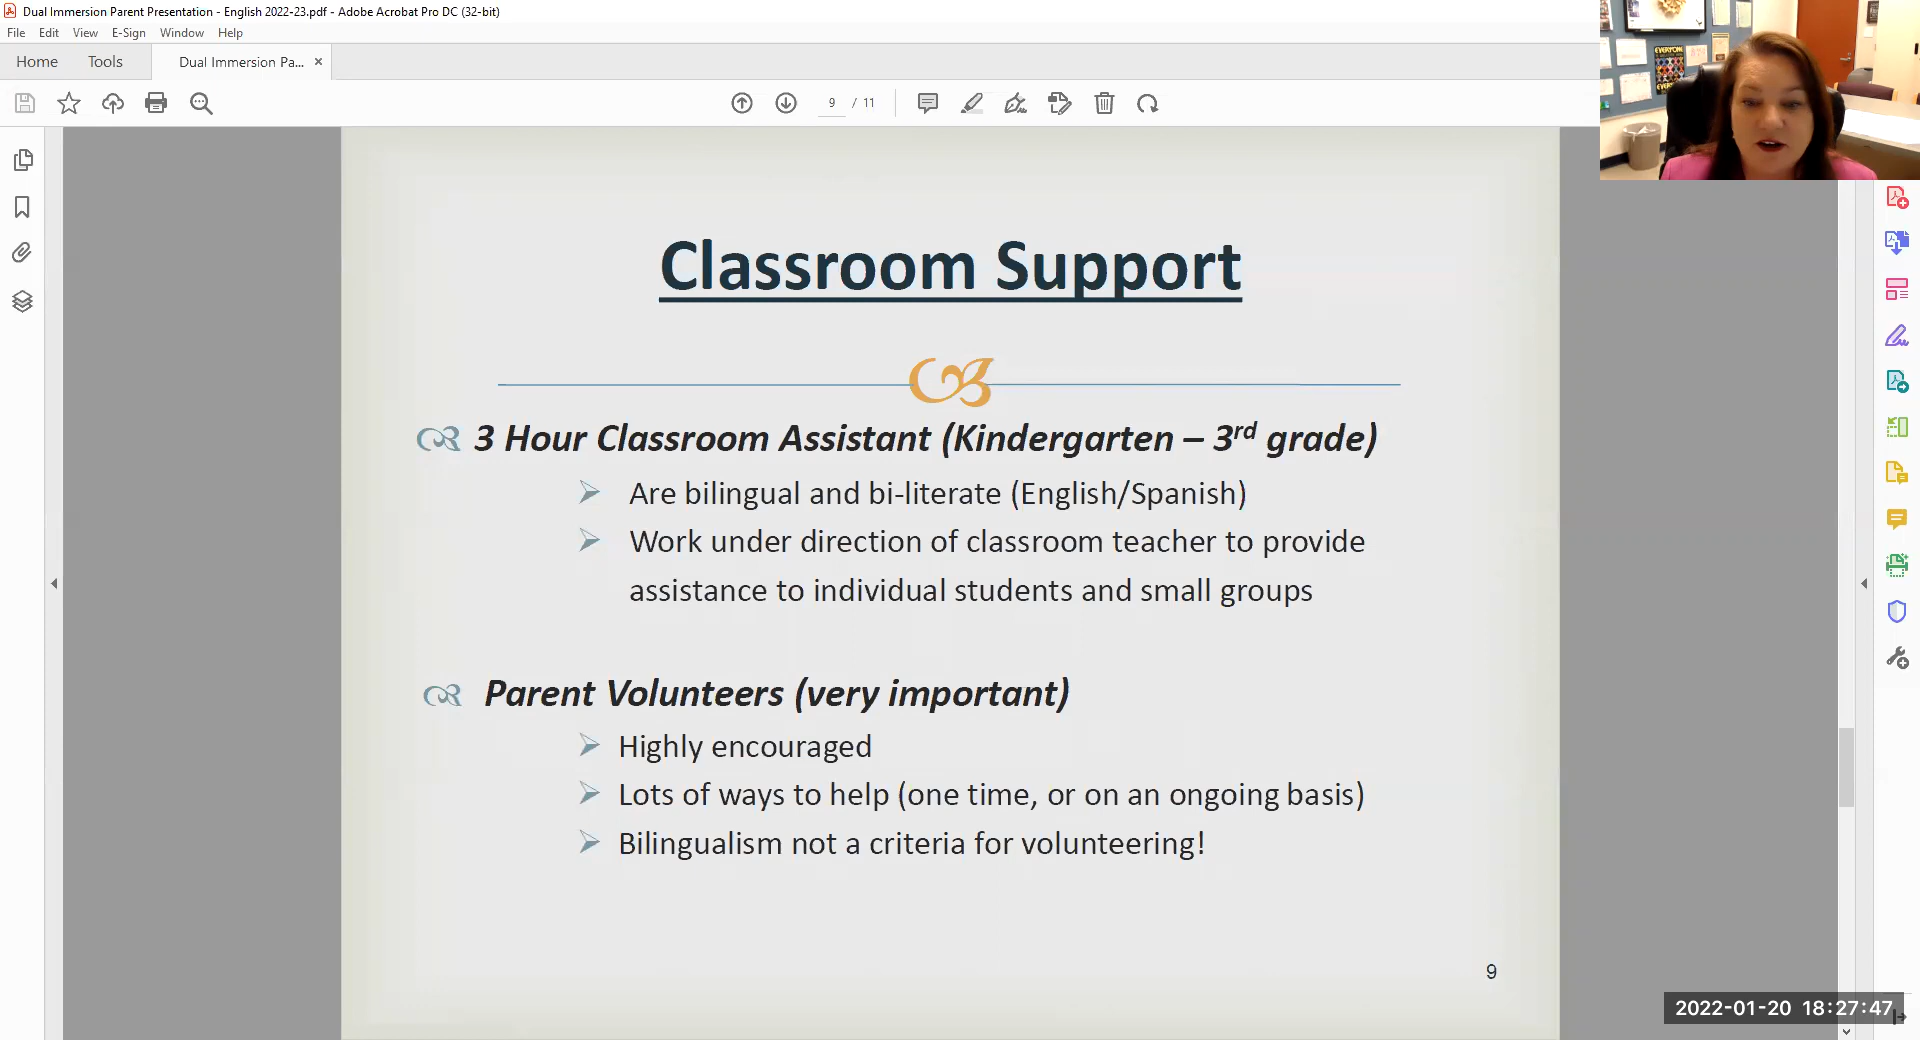 Dual Immersion Parent Presentation - English 2022-23.pdf - Adobe Acrobat Pro DC (32-bit)
File Edit View E-Sign Window Help
Home Tools Dual Immersion Pa... ×
9 / 11
EVERYONE
Classroom Support
3 Hour Classroom Assistant (Kindergarten – 3rd grade)
Are bilingual and bi-literate (English/Spanish)
Work under direction of classroom teacher to provide
assistance to individual students and small groups
Parent Volunteers (very important)
Highly encouraged
Lots of ways to help (one time, or on an ongoing basis)
Bilingualism not a criteria for volunteering!
9
2022-01-20 18:27:47